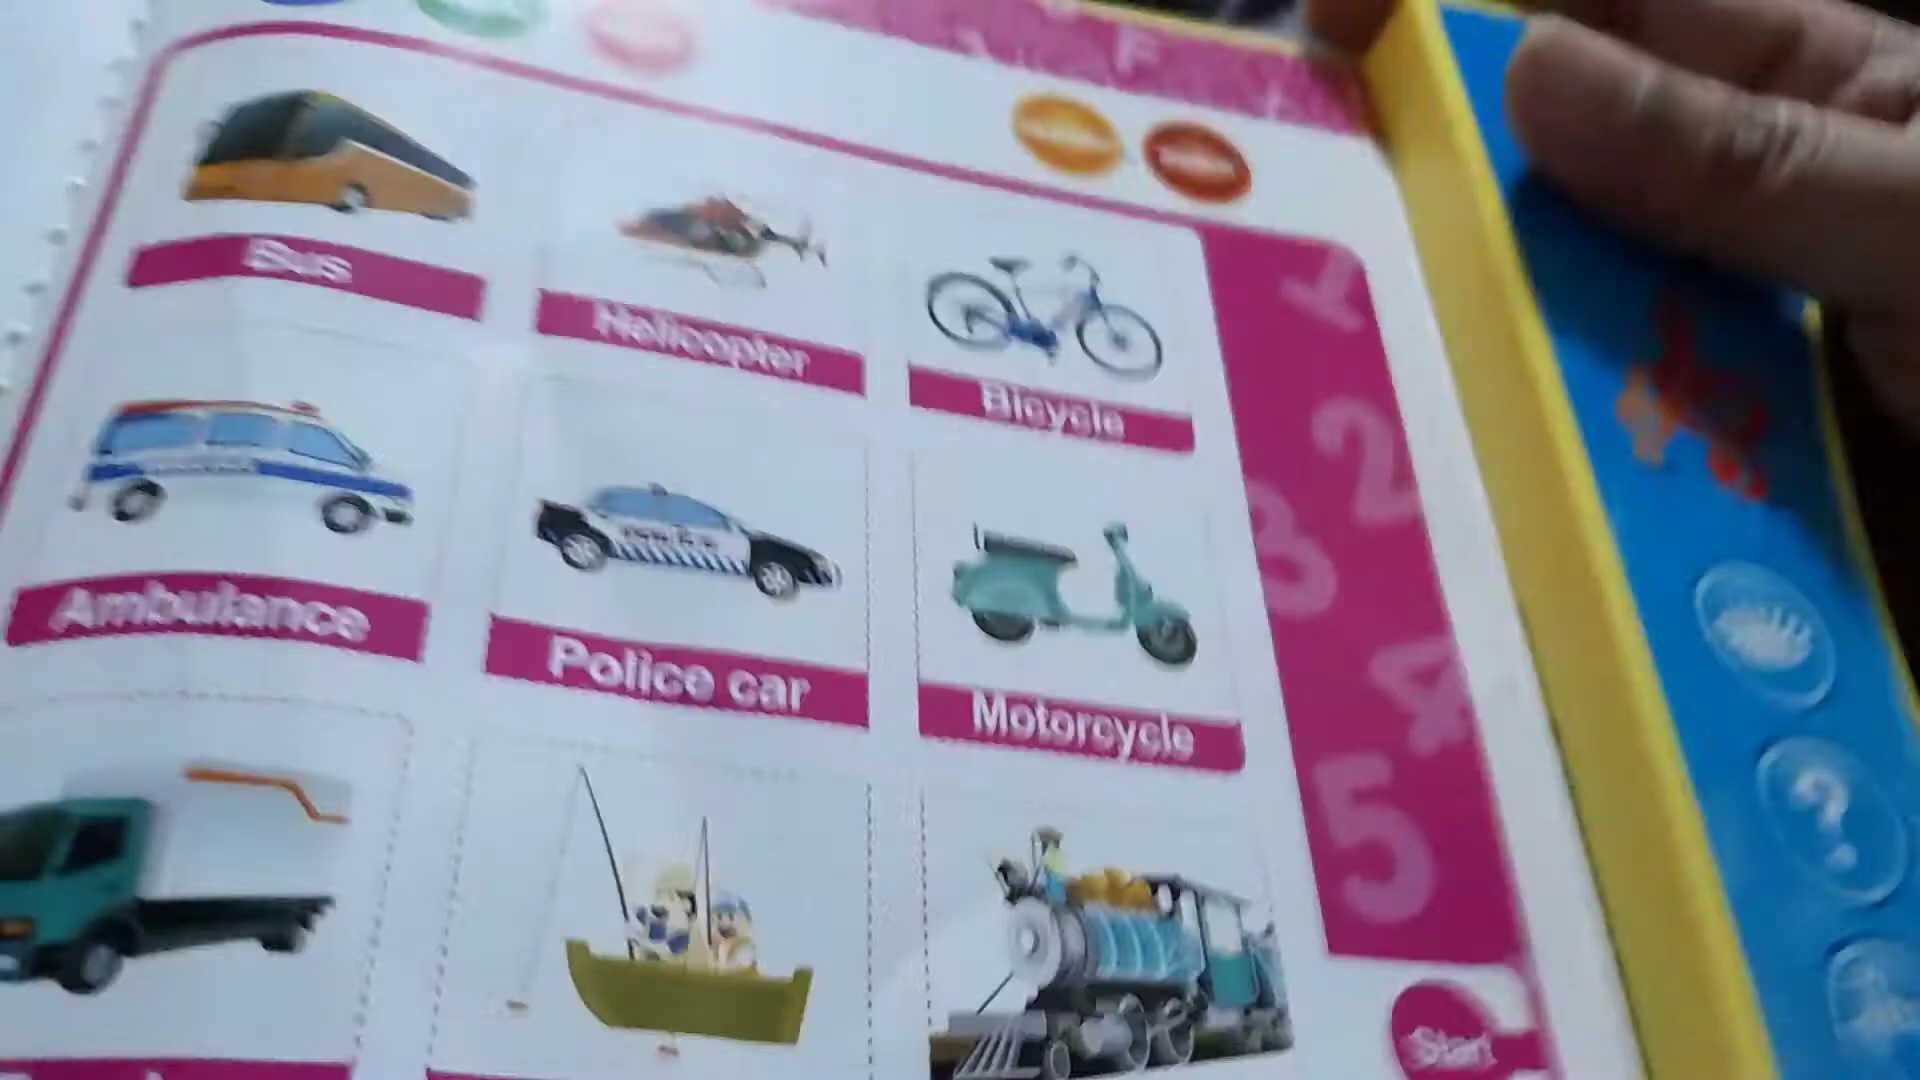 F
Bus
Helicopter
Bicycle
1
2
3
4
5
Ambulance
Police car
Motorcycle
Start